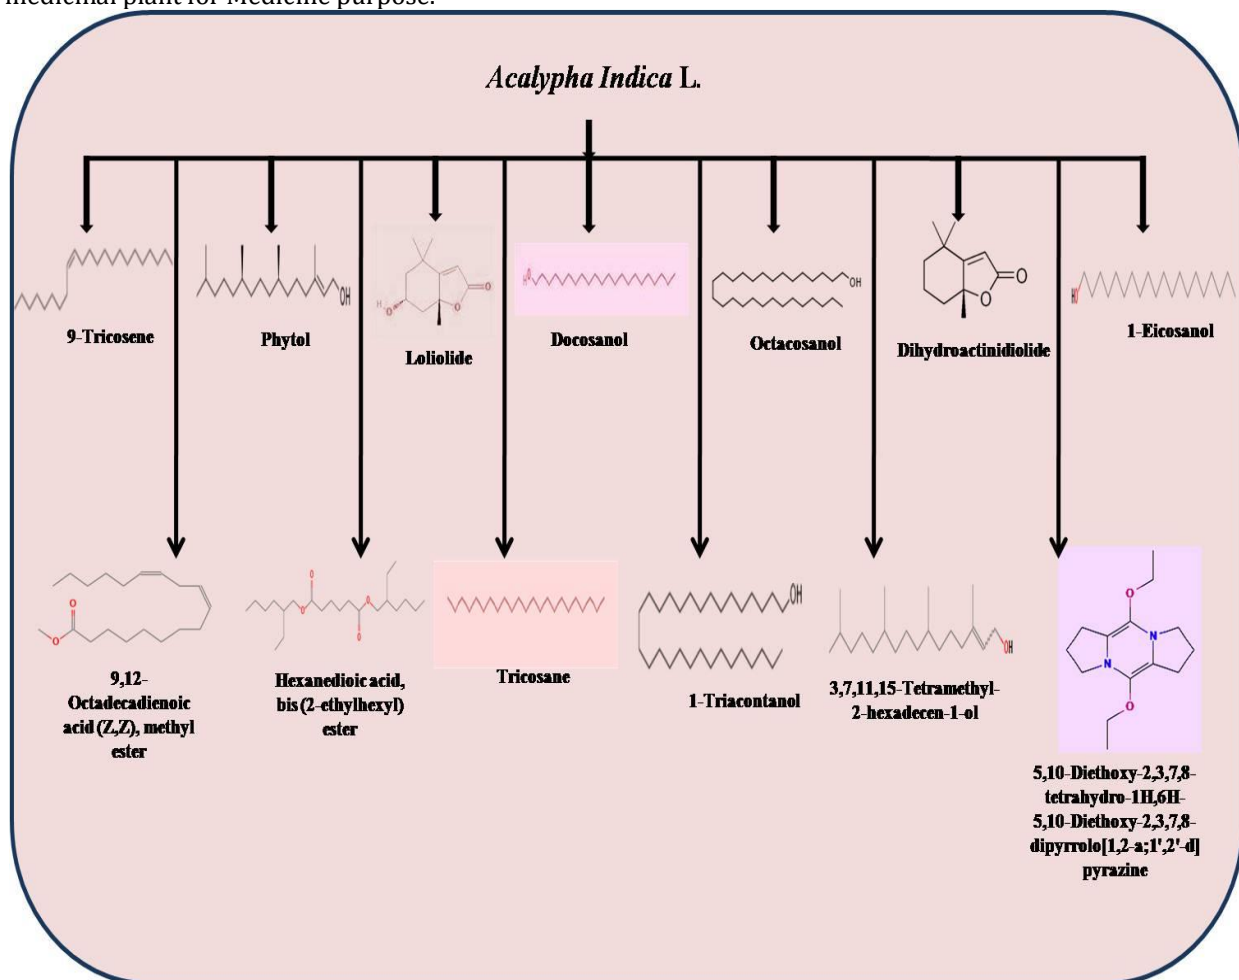 medicinal plant for Medicine purpose.
Acalypha Indica L.
OH
H
O
O
O
HO
OH
O
O
HO
9-Tricosene
Phytol
Loliolide
Docosanol
Octacosanol
Dihydroactinidiolide
1-Eicosanol
O
O
O
O
O
O
OH
OH
O
N
N
O
9,12-
Octadecadienoic
acid (Z,Z), methyl
ester
Hexanedioic acid,
bis (2-ethylhexyl)
ester
Tricosane
1-Triacontanol
3,7,11,15-Tetramethyl-
2-hexadecen-1-ol
5,10-Diethoxy-2,3,7,8-
tetrahydro-1H,6H-
5,10-Diethoxy-2,3,7,8-
dipyrrolo[1,2-a;1',2'-d]
pyrazine